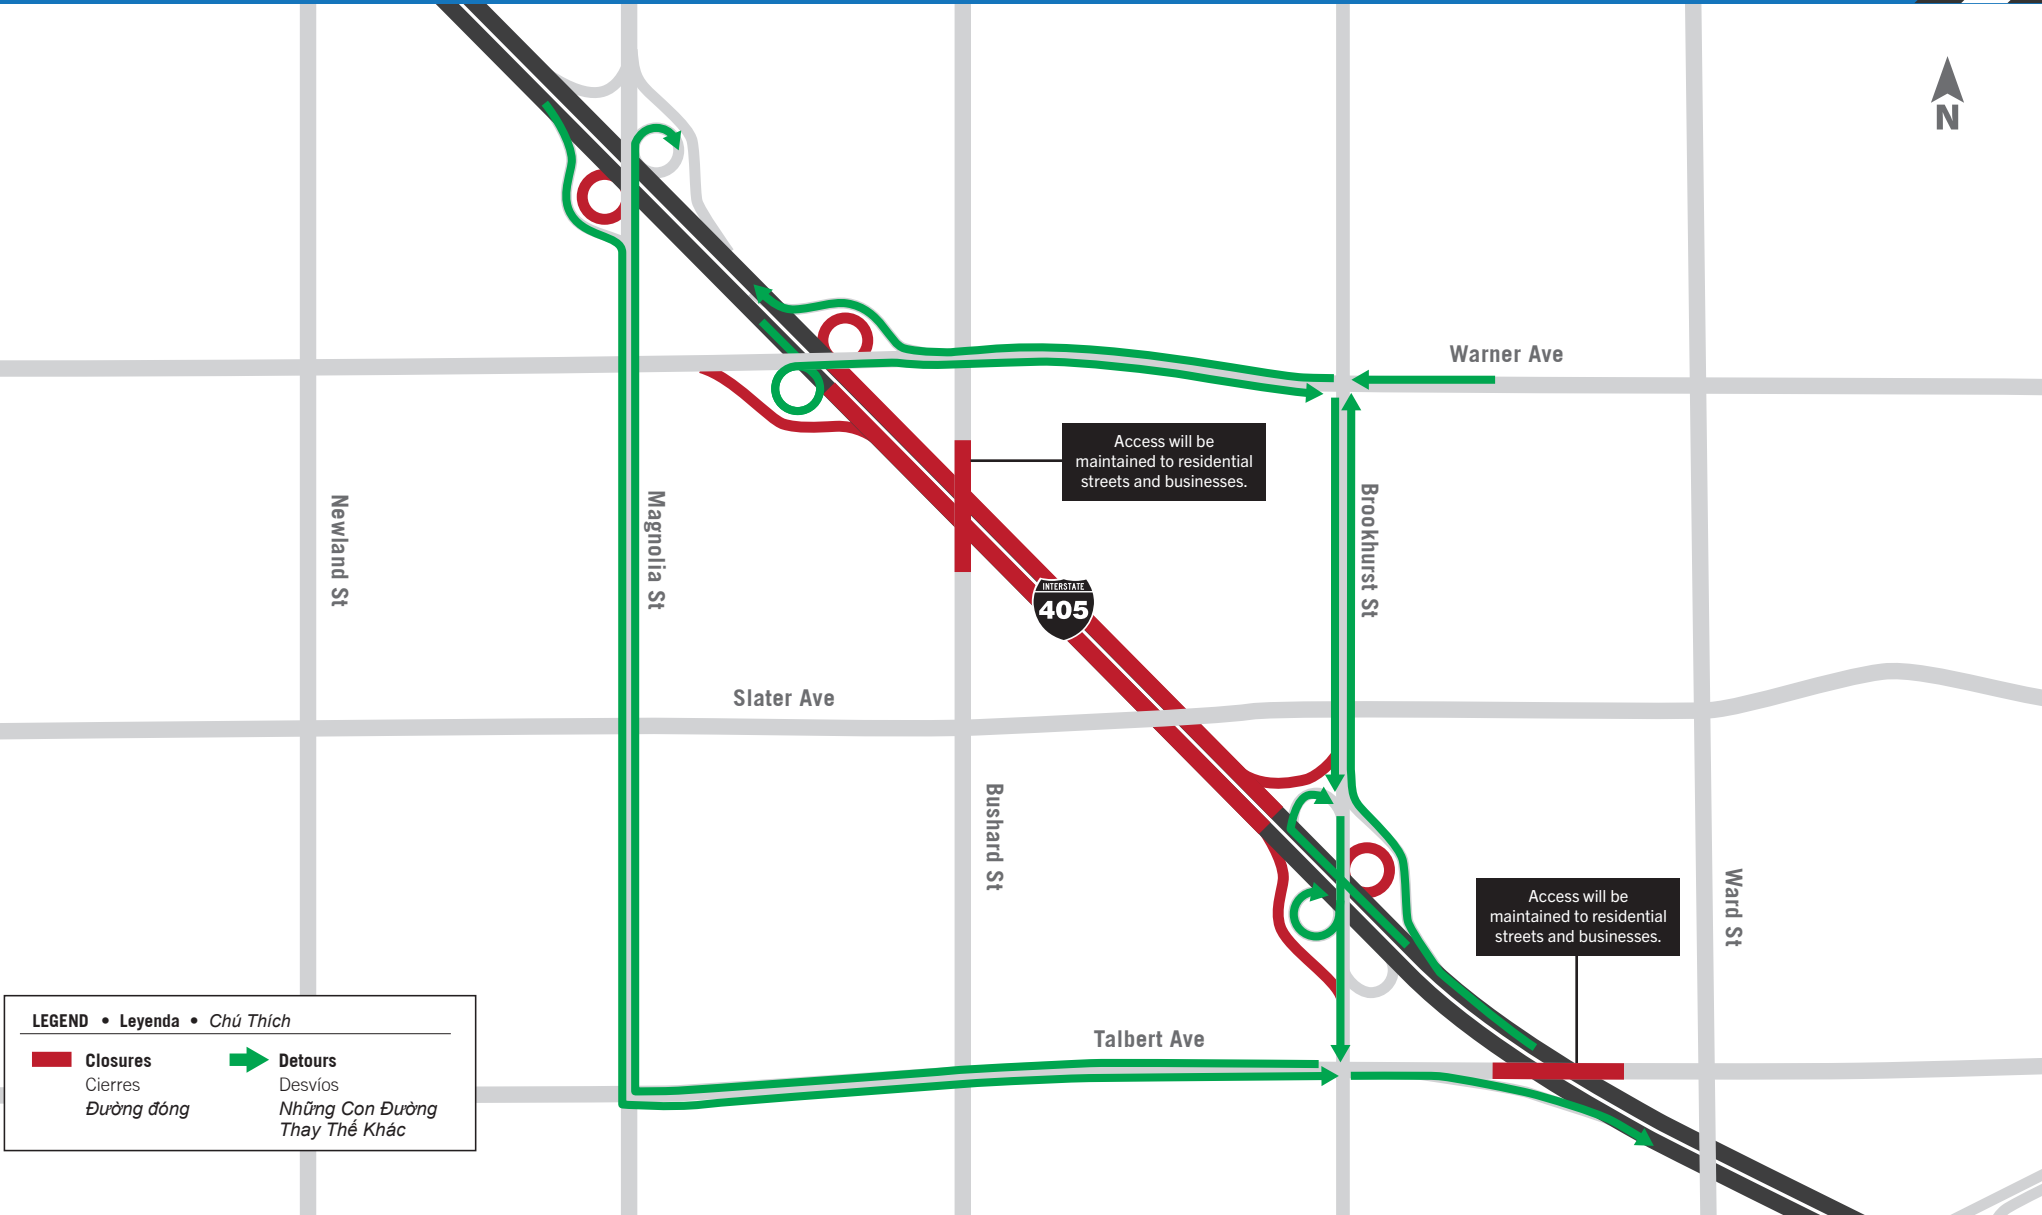 N
Warner Ave
Access will be
maintained to residential
streets and businesses.
Newland St
Magnolia St
Brookhurst St
INTERSTATE
405
Slater Ave
Bushard St
Ward St
Access will be
maintained to residential
streets and businesses.
Talbert Ave
LEGEND • Leyenda • Chú Thích
Closures
Cierres
Đường đóng
Detours
Desvíos
Những Con Đường
Thay Thế Khác